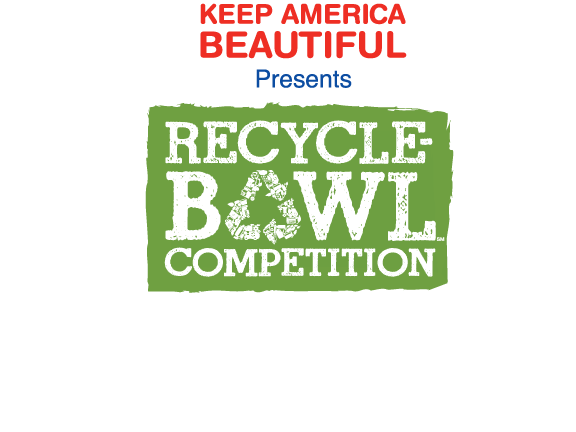 KEEP AMERICA
BEAUTIFUL
Presents
RECYCLE-
BOWL
COMPETITION